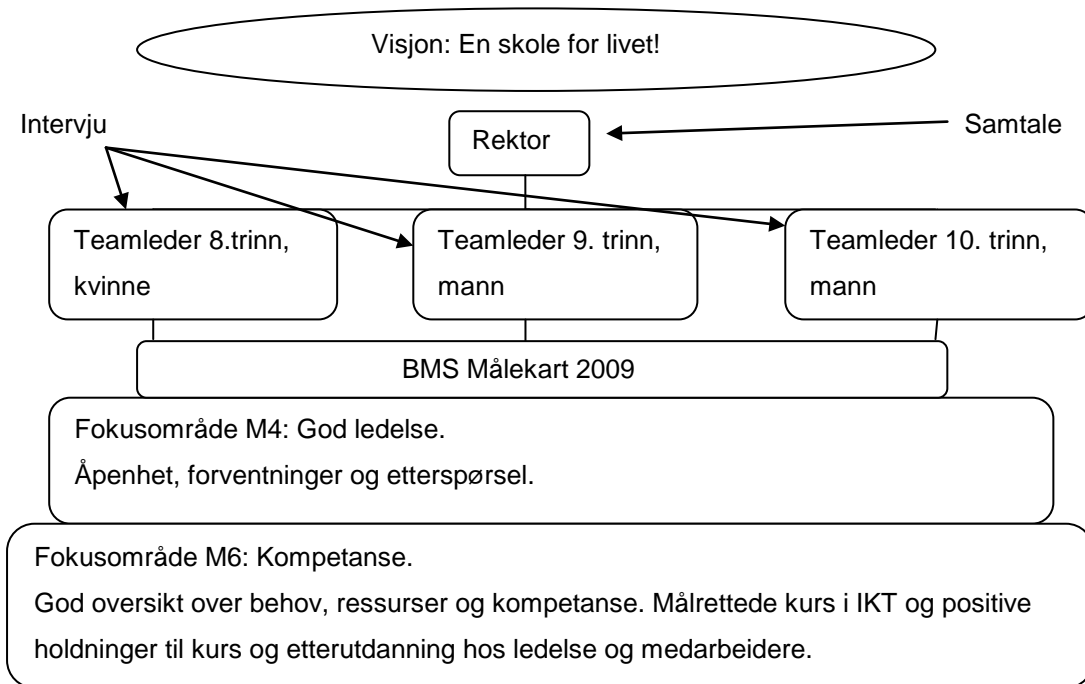 Visjon: En skole for livet!
Intervju
Rektor
Samtale
Teamleder 8.trinn,
kvinne
Teamleder 9. trinn,
mann
Teamleder 10. trinn,
mann
BMS Målekart 2009
Fokusområde M4: God ledelse.
Åpenhet, forventninger og etterspørsel.
Fokusområde M6: Kompetanse.
God oversikt over behov, ressurser og kompetanse. Målrettede kurs i IKT og positive
holdninger til kurs og etterutdanning hos ledelse og medarbeidere.